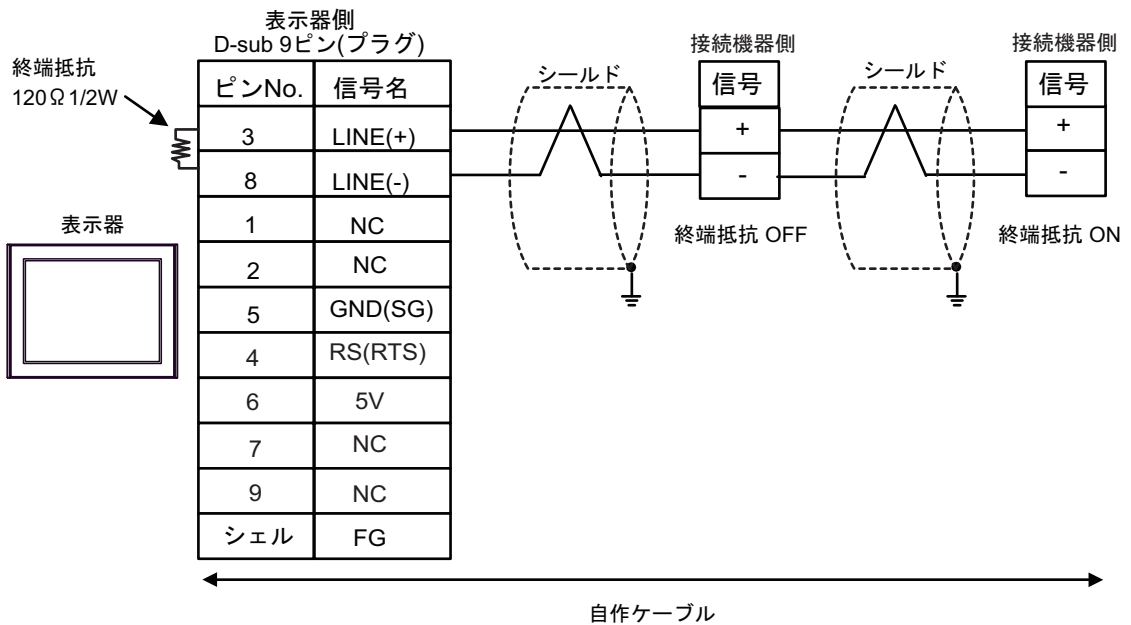 表示器側
D-sub 9ピン(プラグ)
終端抵抗
120Ω 1/2W
ピンNo. 信号名
3 LINE(+)
8 LINE(-)
1 NC
2 NC
5 GND(SG)
4 RS(RTS)
6 5V
7 NC
9 NC
シェル FG
表示器
シールド
接続機器側
信号
+
-
終端抵抗 OFF
シールド
接続機器側
信号
+
-
終端抵抗 ON
自作ケーブル